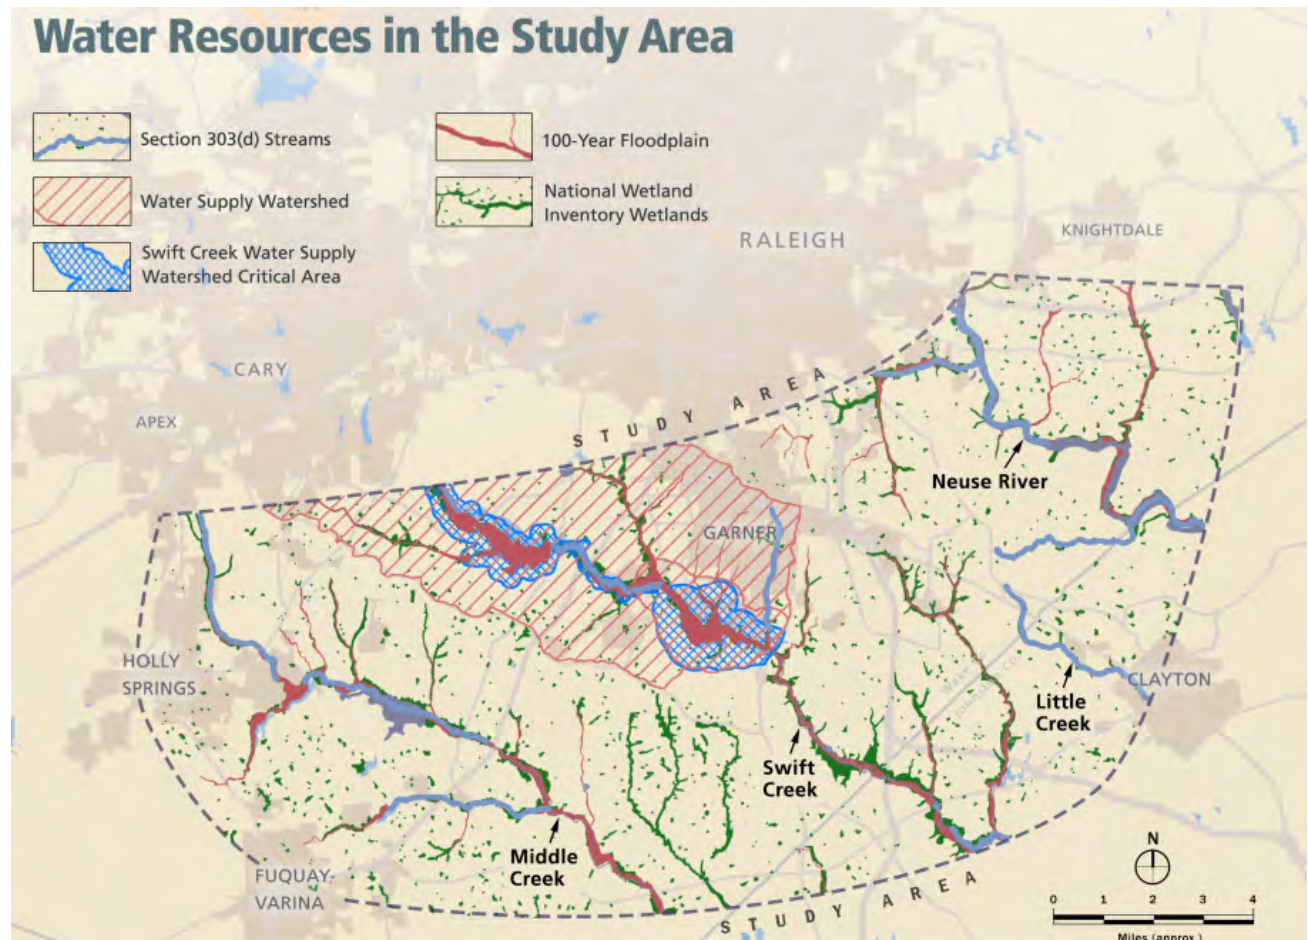 Water Resources in the Study Area
Section 303(d) Streams
100-Year Floodplain
Water Supply Watershed
National Wetland
Inventory Wetlands
Swift Creek Water Supply
Watershed Critical Area
RALEIGH
KNIGHTDALE
CARY
APEX
STUDY AREA
Neuse River
GARNER
HOLLY
SPRINGS
CLAYTON
Little
Creek
Swift
Creek
Middle
Creek
FUQUAY-
VARINA
STUDY AREA
N
0 1 2 3 4
Miles (approx.)